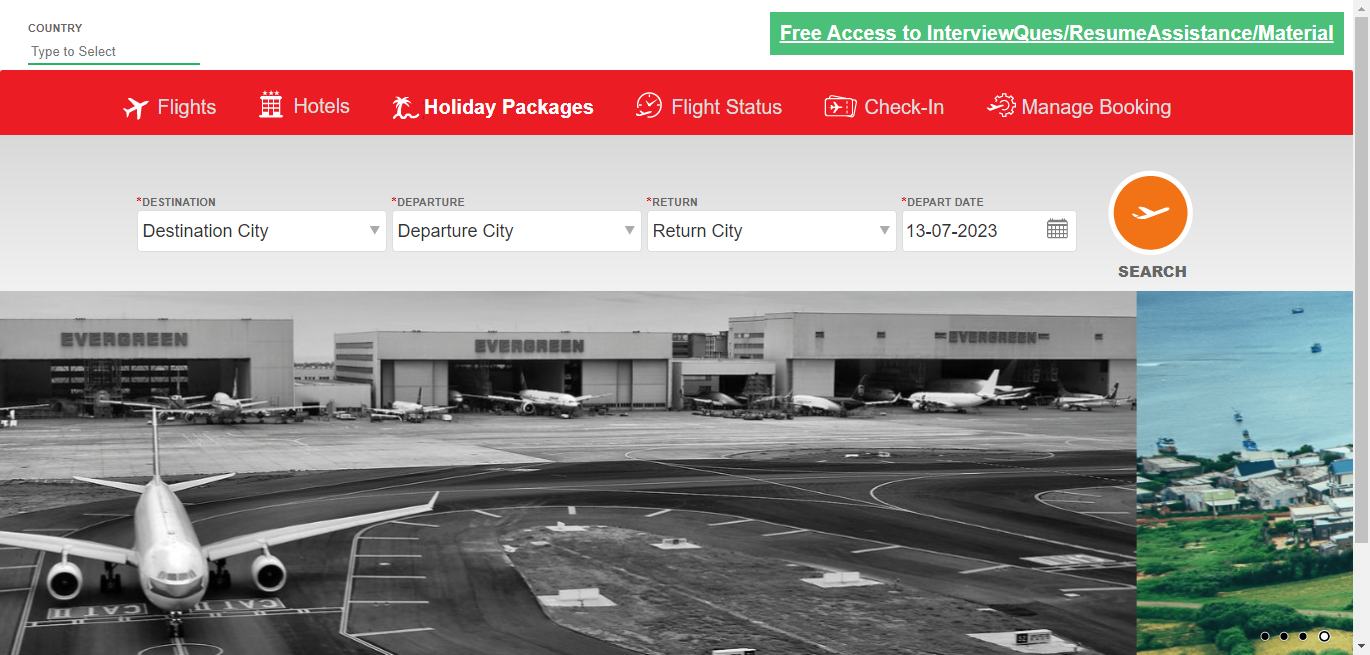 COUNTRY
Type to Select
Free Access to InterviewQues/ResumeAssistance/Material
Flights
Hotels
Holiday Packages
Flight Status
Check-In
Manage Booking
*DESTINATION
*DEPARTURE
*RETURN
*DEPART DATE
Destination City
Departure City
Return City
13-07-2023
SEARCH
EVERGREEN
EVERGREEN
EVERGREEN
CAT II
CAT II